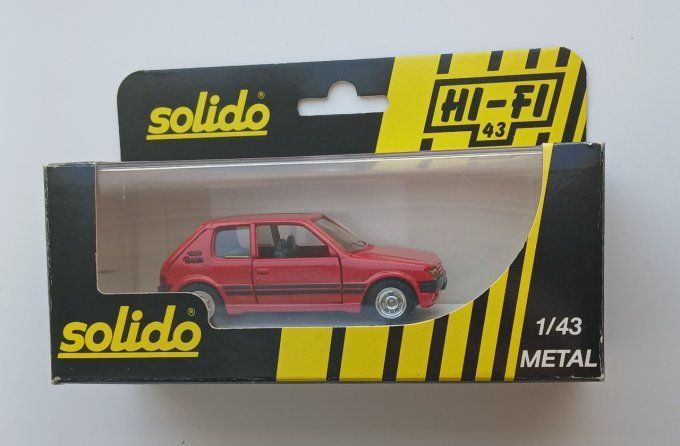 solido®
HI-FI
43
solido®
1/43
METAL